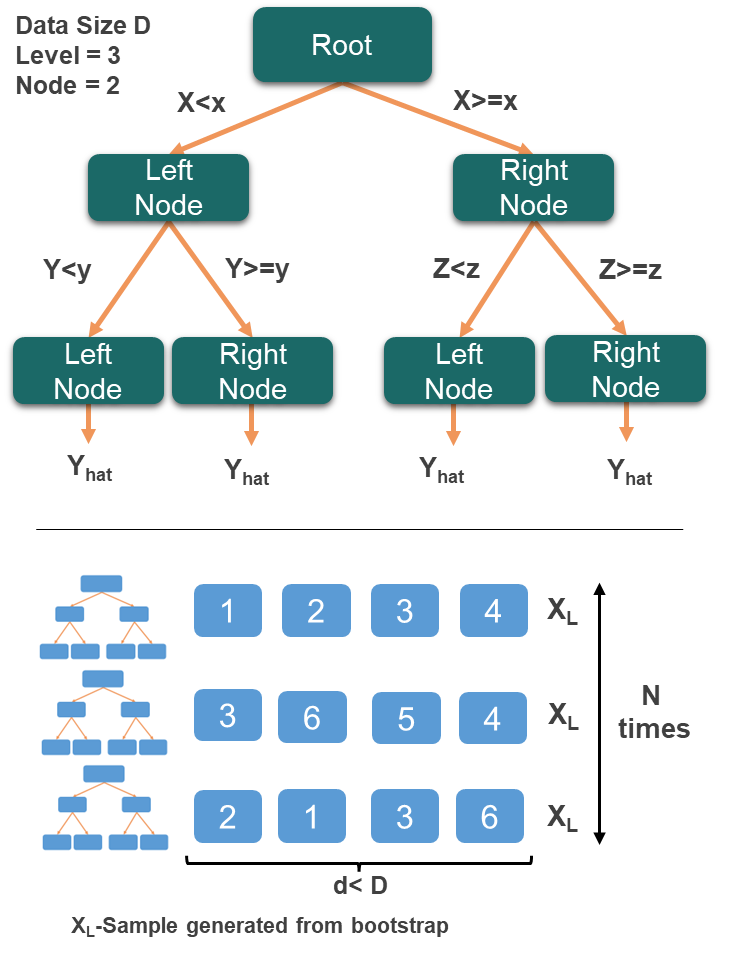 Data Size D
Level = 3
Node = 2
Root
X<x
X>=x
Left
Node
Right
Node
Y<y
Y>=y
Z<z
Z>=z
Left
Node
Right
Node
Left
Node
Right
Node
Yhat
Yhat
Yhat
Yhat
1 2 3 4 XL
3 6 5 4 XL
2 1 3 6 XL
N
times
d< D
XL-Sample generated from bootstrap